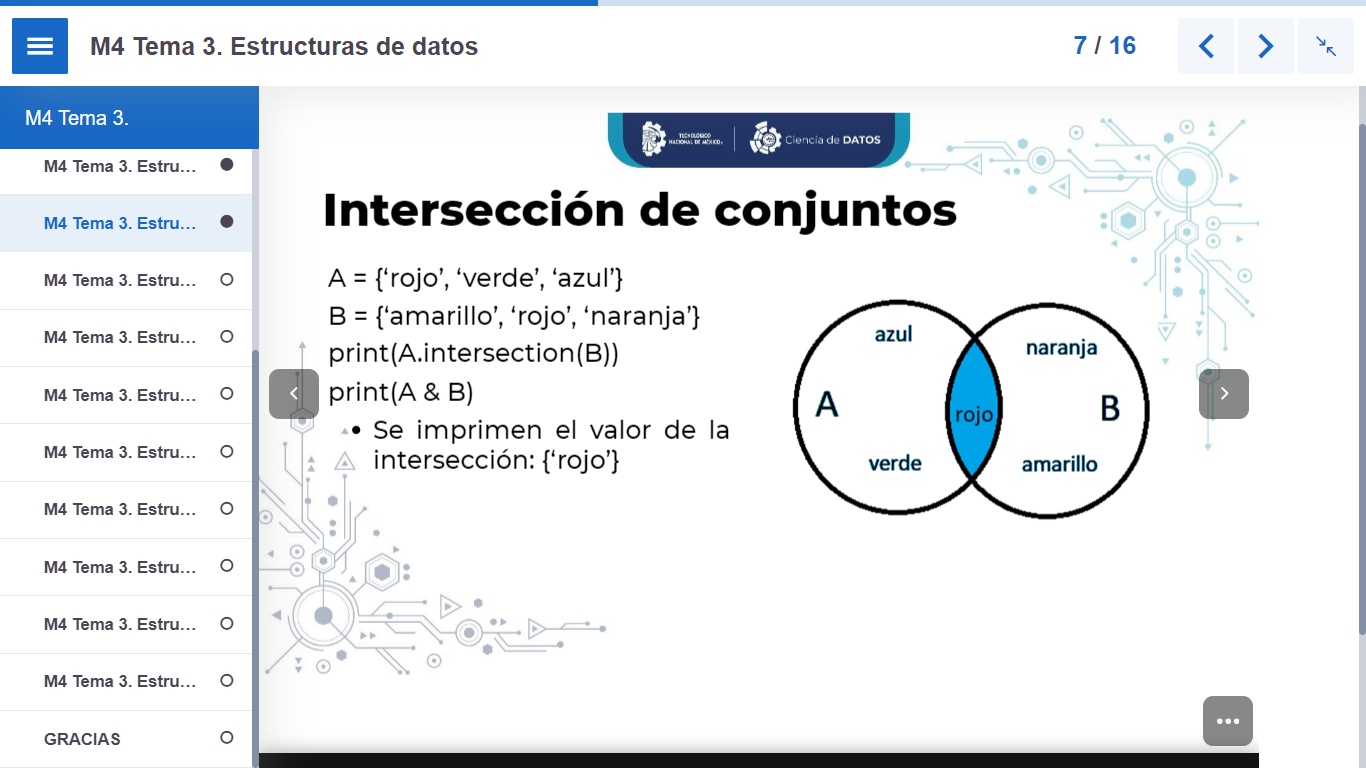 M4 Tema 3. Estructuras de datos
7 / 16
M4 Tema 3.
M4 Tema 3. Estru...
M4 Tema 3. Estru...
M4 Tema 3. Estru...
M4 Tema 3. Estru...
M4 Tema 3. Estru...
M4 Tema 3. Estru...
M4 Tema 3. Estru...
M4 Tema 3. Estru...
M4 Tema 3. Estru...
M4 Tema 3. Estru...
GRACIAS
TECNOLÓGICO
NACIONAL DE MÉXICO
Ciencia de DATOS
Intersección de conjuntos
A = {‘rojo’, ‘verde’, ‘azul’}
B = {‘amarillo’, ‘rojo’, ‘naranja’}
print(A.intersection(B))
print(A & B)
• Se imprimen el valor de la
intersección: {‘rojo’}
azul
naranja
A
rojo
B
verde
amarillo